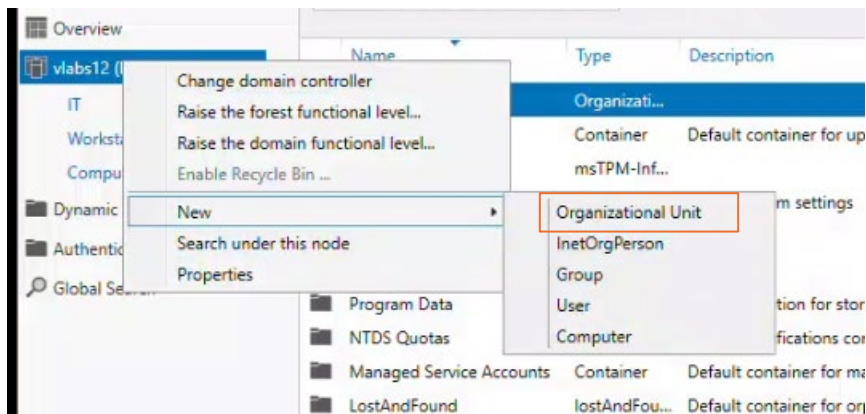 Overview
vlabs12 (
IT
Workst
Compu
Dynamic
Authentic
Global Se
Change domain controller
Raise the forest functional level...
Raise the domain functional level...
Enable Recycle Bin ...
New
Search under this node
Properties
Organizational Unit
InetOrgPerson
Group
User
Computer
Name Type Description
Organizati...
Container Default container for up
msTPM-Inf...
m settings
Program Data tion for stor
NTDS Quotas fications cor
Managed Service Accounts Container Default container for ma
LostAndFound lostAndFou... Default container for orp